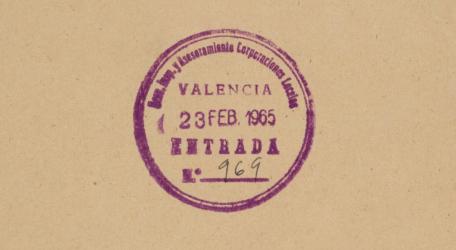 Serv. Insp. y Asesoramiento Corporaciones Locales
VALENCIA
23 FEB. 1965
ENTRADA
N.º 969